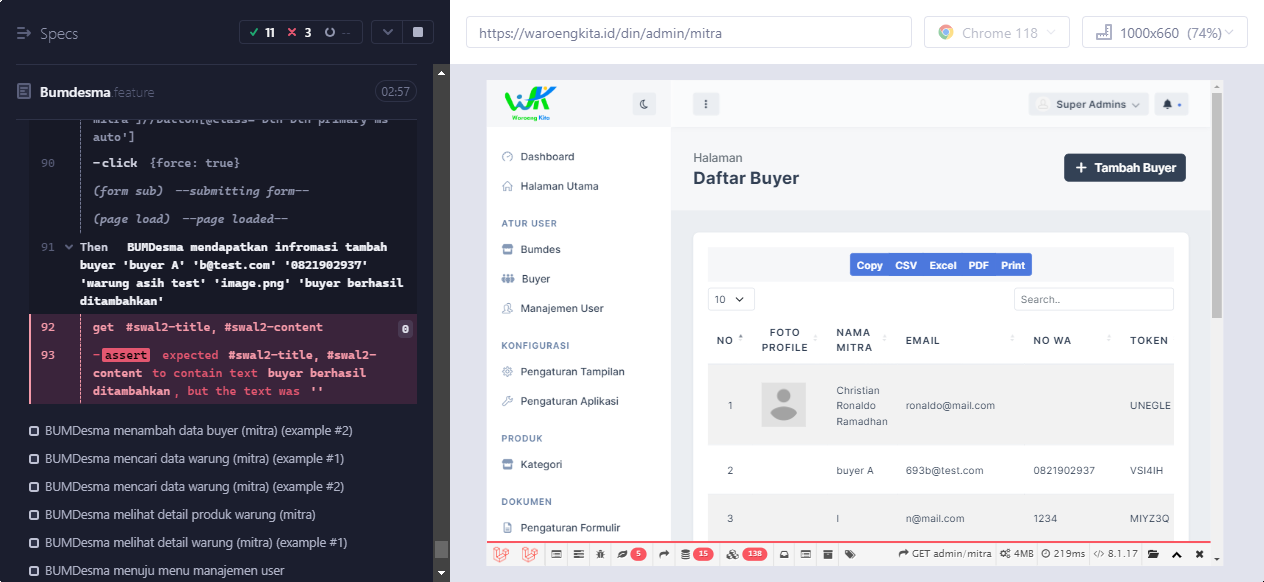 Specs
11
3
--
Bumdesma.feature
02:57
mitra']//button[@class='btn btn-primary ms-
auto']
90
-click {force: true}
(form sub) --submitting form--
(page load) --page loaded--
91
Then BUMDesma mendapatkan infromasi tambah
buyer 'buyer A' 'b@test.com' '0821902937'
'warung asih test' 'image.png' 'buyer berhasil
ditambahkan'
92
get #swal2-title, #swal2-content
0
93
-assert expected #swal2-title, #swal2-
content to contain text buyer berhasil
ditambahkan, but the text was ''
BUMDesma menambah data buyer (mitra) (example #2)
BUMDesma mencari data warung (mitra) (example #1)
BUMDesma mencari data warung (mitra) (example #2)
BUMDesma melihat detail produk warung (mitra)
BUMDesma melihat detail warung (mitra) (example #1)
BUMDesma menuju menu manajemen user
https://waroengkita.id/din/admin/mitra
Chrome 118
1000x660 (74%)
WK
Waroeng Kita
Super Admins
Dashboard
Halaman Utama
ATUR USER
Bumdes
Buyer
Manajemen User
KONFIGURASI
Pengaturan Tampilan
Pengaturan Aplikasi
PRODUK
Kategori
DOKUMEN
Pengaturan Formulir
Halaman
Daftar Buyer
+ Tambah Buyer
Copy CSV Excel PDF Print
10
Search..
NO FOTO PROFILE NAMA MITRA EMAIL NO WA TOKEN
1 Christian Ronaldo Ramadhan ronaldo@mail.com UNEGLE
2 buyer A 693b@test.com 0821902937 VSI4IH
3 I n@mail.com 1234 MIYZ3Q
5 15 138 GET admin/mitra 4MB 219ms 8.1.17